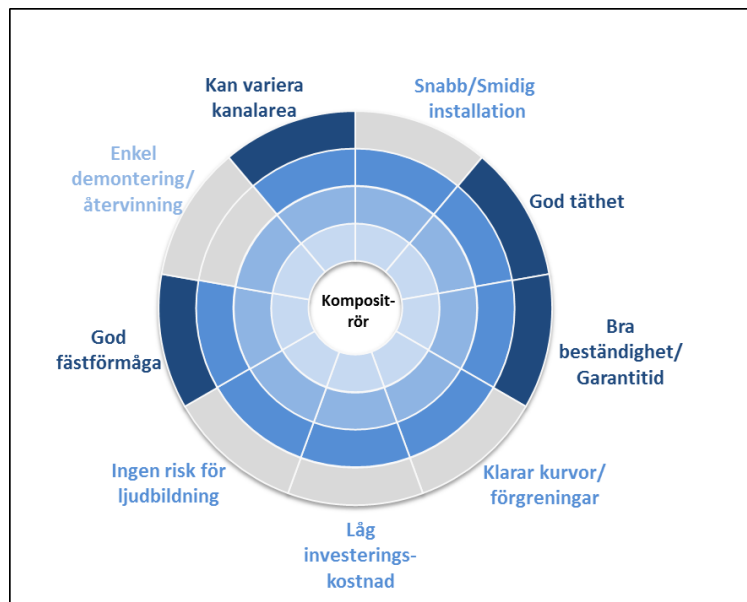 Kan variera
kanalarea
Snabb/Smidig
installation
God täthet
Bra
beständighet/
Garantitid
Klarar kurvor/
förgreningar
Låg
investerings-
kostnad
Ingen risk för
ljudbildning
God
fästförmåga
Enkel
demontering/
återvinning
Komposit-
rör